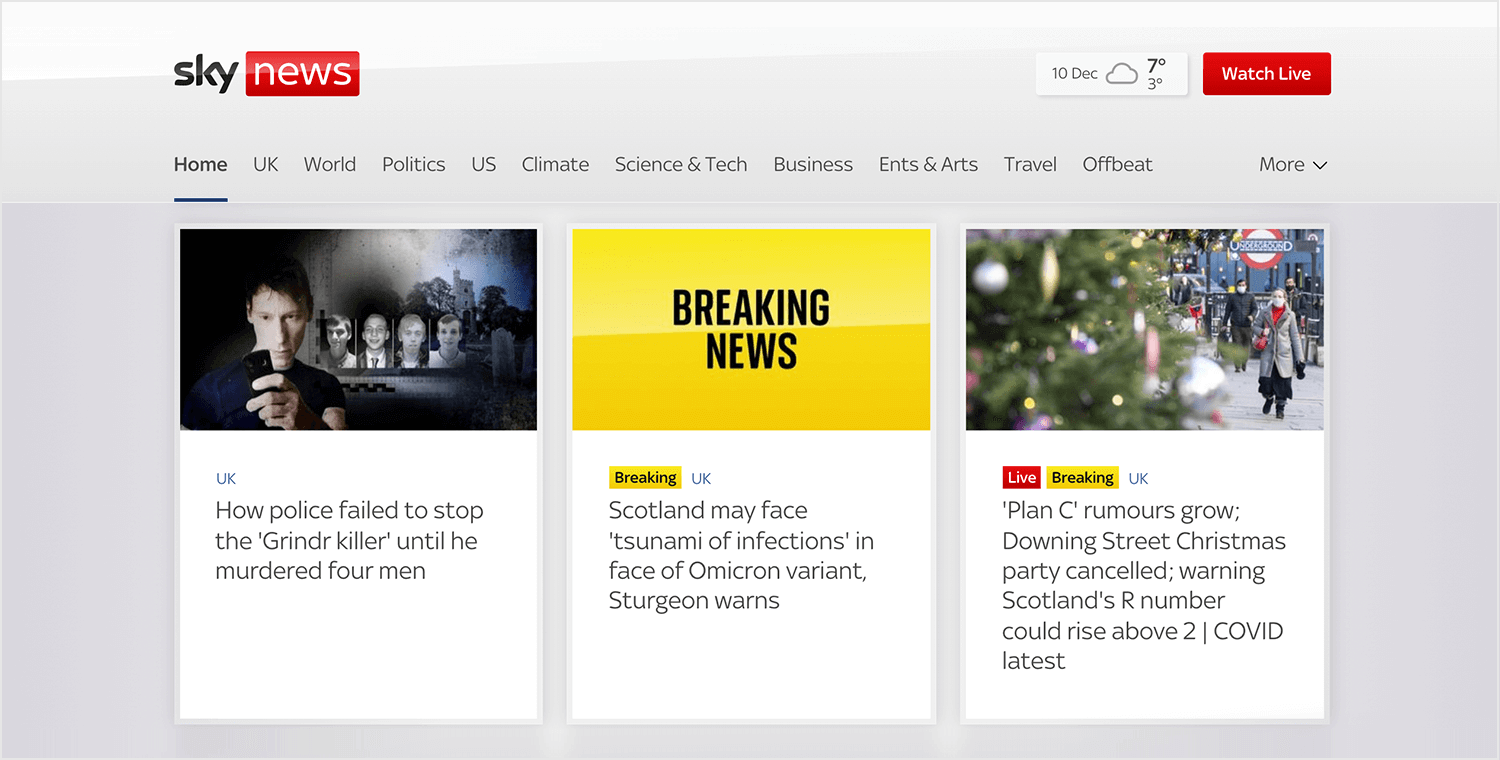 sky news
10 Dec 7°
3°
Watch Live
Home UK World Politics US Climate Science & Tech Business Ents & Arts Travel Offbeat More
BREAKING
NEWS
UNDERGROUND
UK
How police failed to stop
the 'Grindr killer' until he
murdered four men
Breaking UK
Scotland may face
'tsunami of infections' in
face of Omicron variant,
Sturgeon warns
Live Breaking UK
'Plan C' rumours grow;
Downing Street Christmas
party cancelled; warning
Scotland's R number
could rise above 2 | COVID
latest